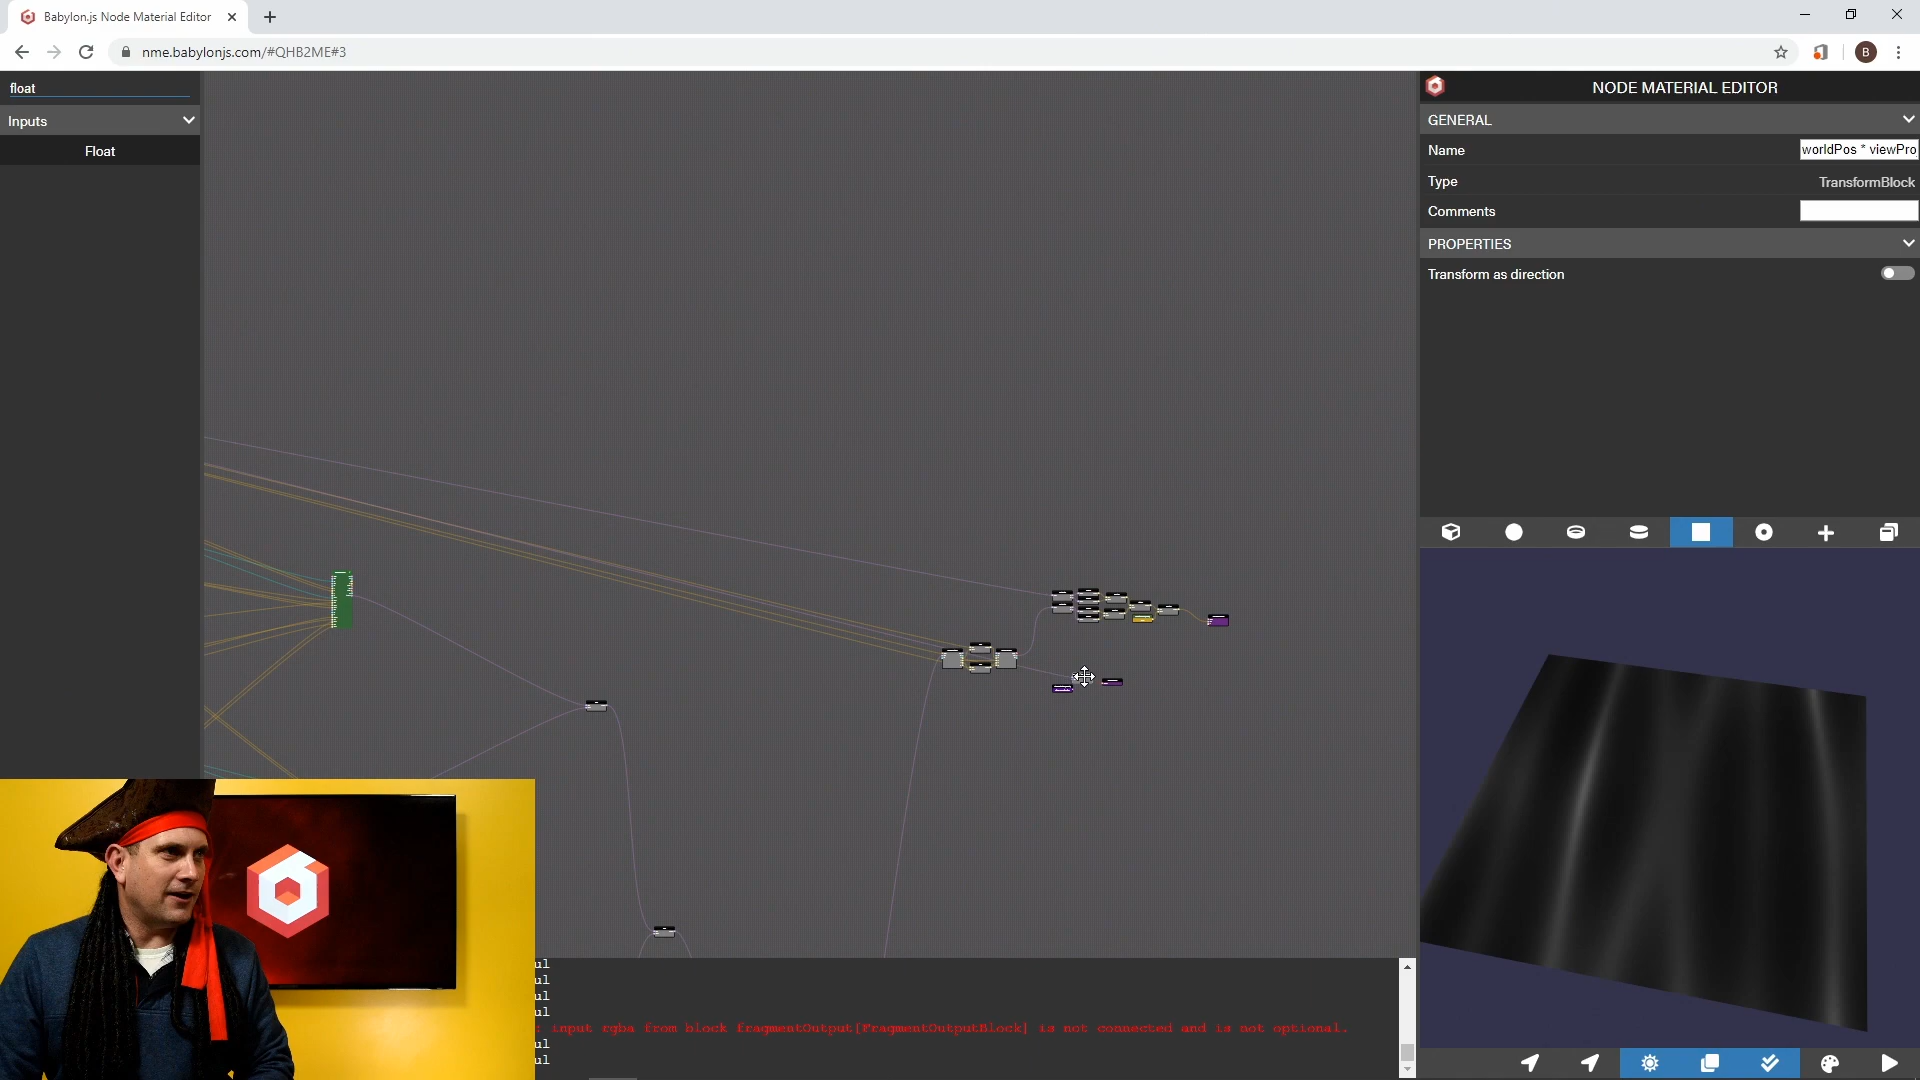 Babylon.js Node Material Editor
nme.babylonjs.com/#QHB2ME#3
B
float
Inputs
Float
NODE MATERIAL EDITOR
GENERAL
Name
worldPos * viewPro
Type
TransformBlock
Comments
PROPERTIES
Transform as direction
ul
ul
ul
ul
: input rgba from block fragmentOutput[FragmentOutputBlock] is not connected and is not optional.
ul
ul